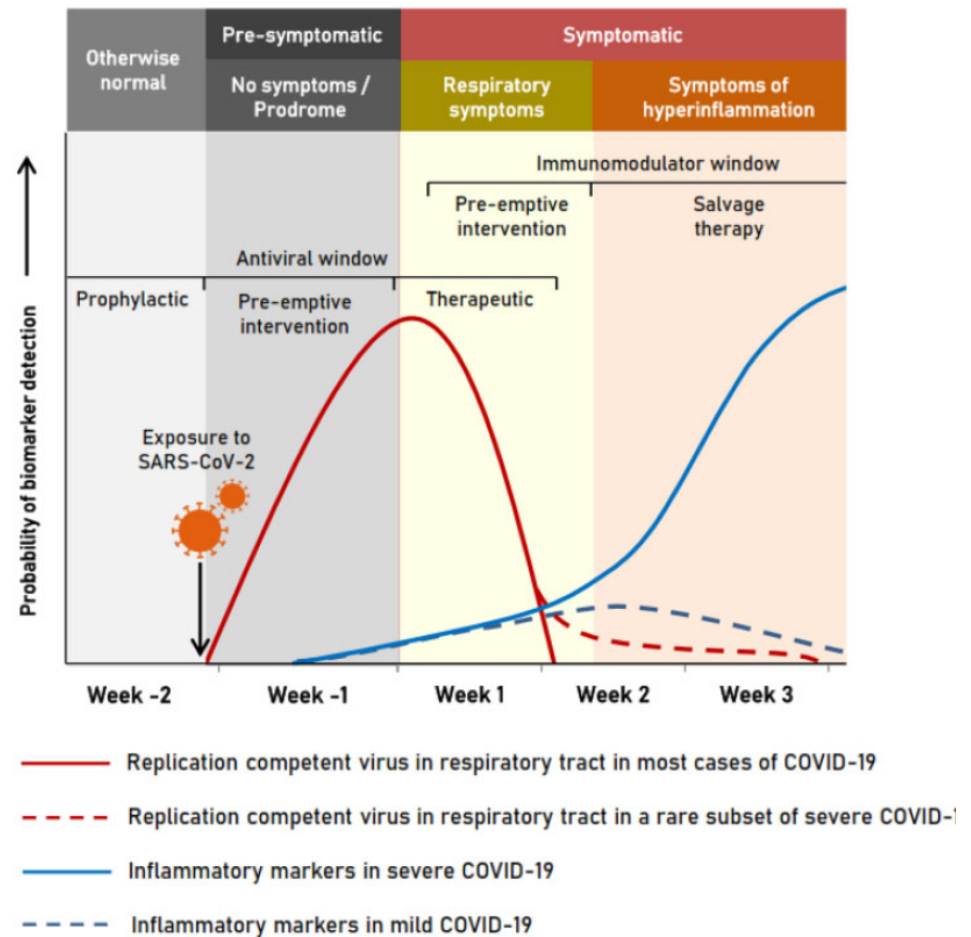 Otherwise
normal
Pre-symptomatic
No symptoms /
Prodrome
Symptomatic
Respiratory
symptoms
Symptoms of
hyperinflammation
Immunomodulator window
Pre-emptive
intervention
Salvage
therapy
Antiviral window
Prophylactic
Pre-emptive
intervention
Therapeutic
Exposure to
SARS-CoV-2
Probability of biomarker detection
Week -2
Week -1
Week 1
Week 2
Week 3
Replication competent virus in respiratory tract in most cases of COVID-19
Replication competent virus in respiratory tract in a rare subset of severe COVID-1
Inflammatory markers in severe COVID-19
Inflammatory markers in mild COVID-19